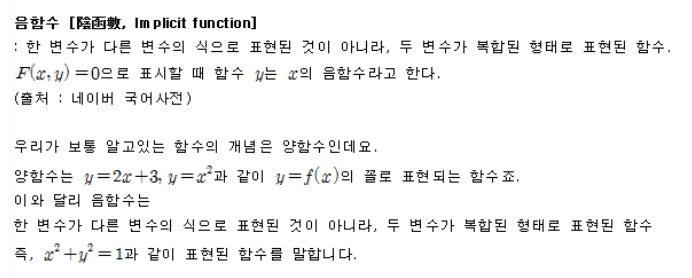 음함수 [陰函數, Implicit function]
: 한 변수가 다른 변수의 식으로 표현된 것이 아니라, 두 변수가 복합된 형태로 표현된 함수.
F(x, y)=0으로 표시할 때 함수 y는 x의 음함수라고 한다.
(출처 : 네이버 국어사전)
우리가 보통 알고있는 함수의 개념은 양함수인데요.
양함수는 y=2x+3, y=x²과 같이 y=f(x)의 꼴로 표현되는 함수죠.
이와 달리 음함수는
한 변수가 다른 변수의 식으로 표현된 것이 아니라, 두 변수가 복합된 형태로 표현된 함수
즉, x²+y²=1과 같이 표현된 함수를 말합니다.